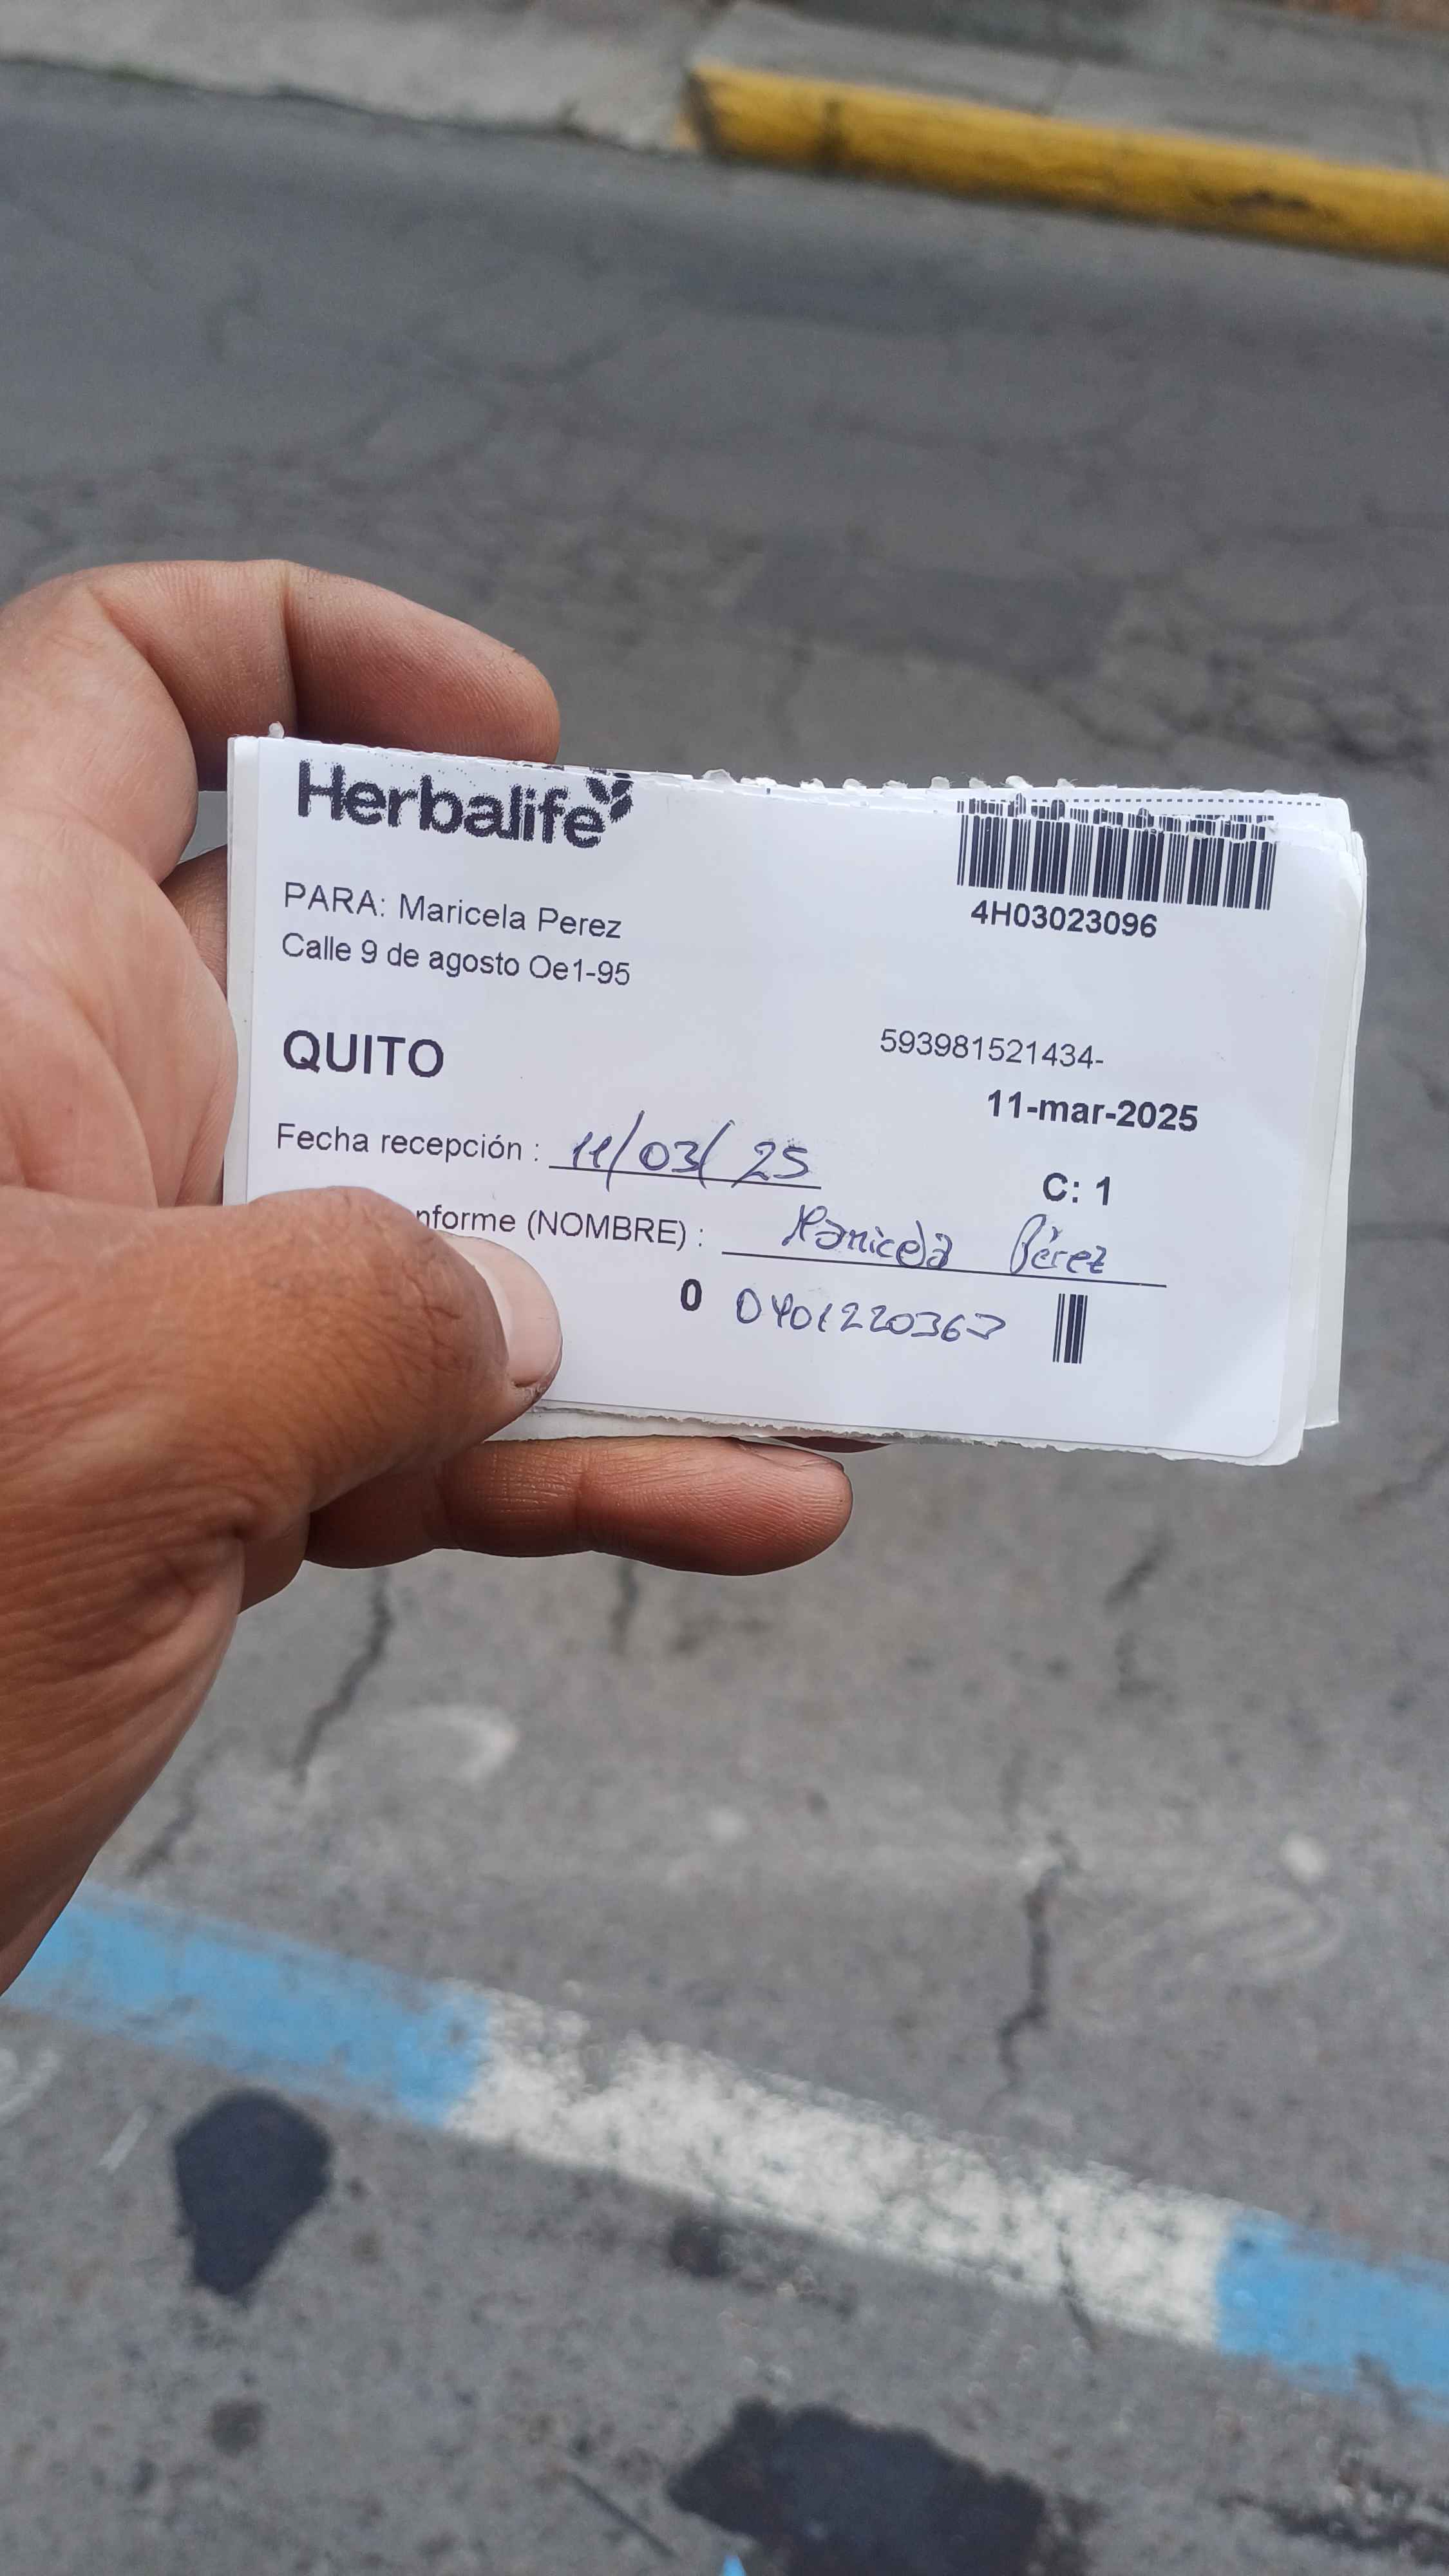 Herbalife
4H03023096
PARA: Maricela Perez
Calle 9 de agosto Oe1-95
QUITO
593981521434-
11-mar-2025
Fecha recepción : 11/03/25
C: 1
nforme (NOMBRE) : Maricela Pérez
0 0401220367